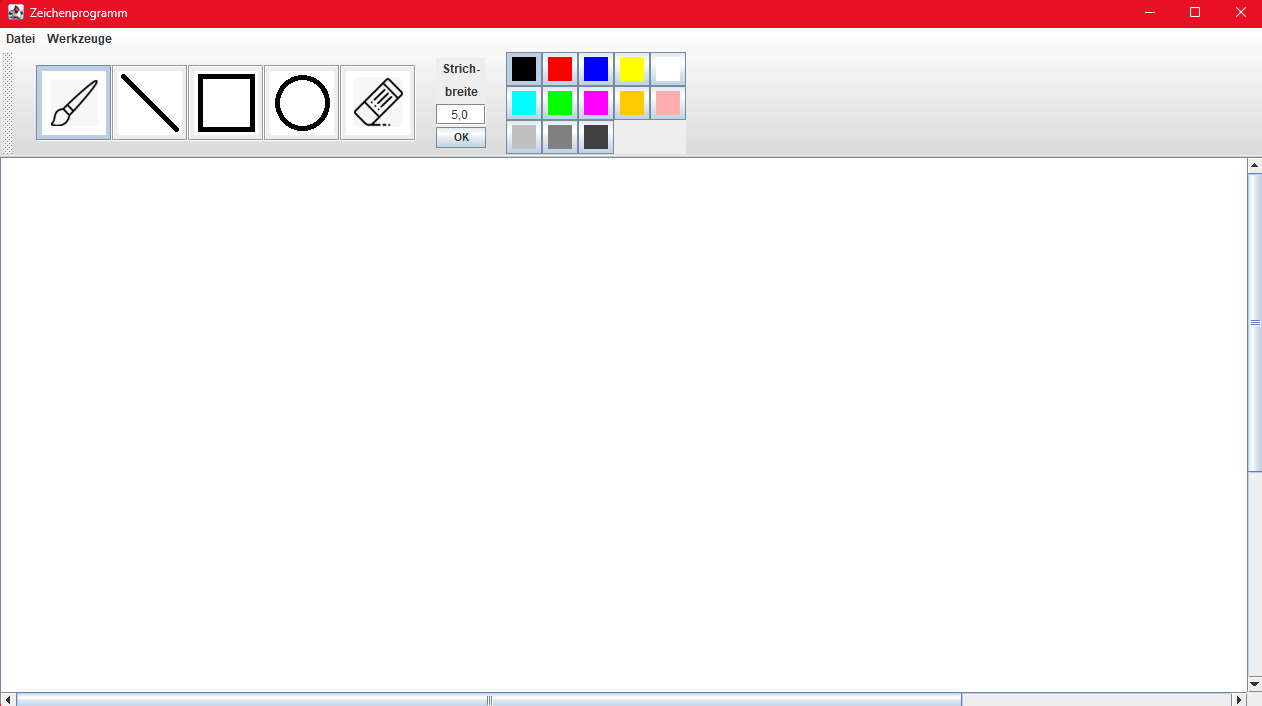 Zeichenprogramm
Datei Werkzeuge
Strich-
breite
5,0
OK